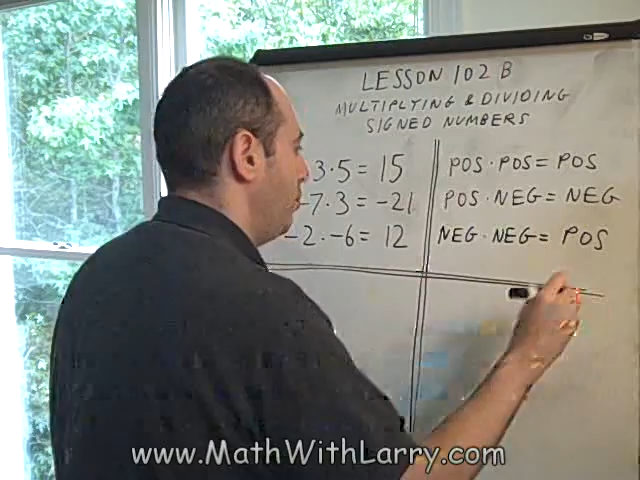 LESSON 102 B
MULTIPLYING & DIVIDING
SIGNED NUMBERS
3·5 = 15
-7·3 = -21
-2·-6 = 12
POS·POS = POS
POS·NEG = NEG
NEG·NEG = POS
www.MathWithLarry.com